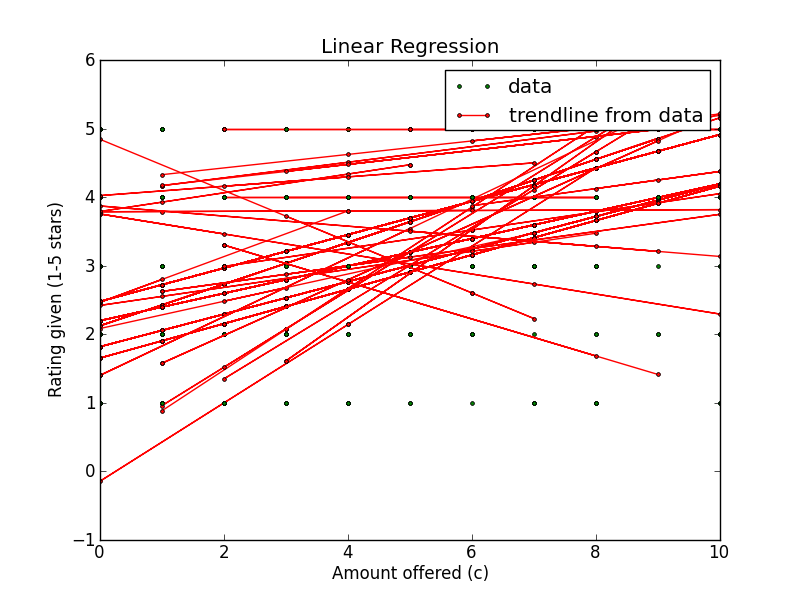 Linear Regression
data
trendline from data
6
5
4
3
2
1
0
−1
0 2 4 6 8 10
Rating given (1-5 stars)
Amount offered (c)